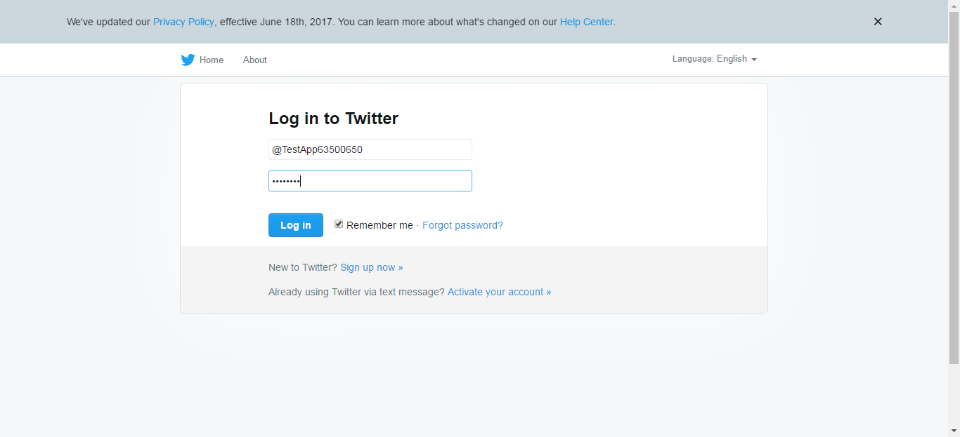 We've updated our Privacy Policy, effective June 18th, 2017. You can learn more about what's changed on our Help Center.
Home About Language: English
Log in to Twitter
@TestApp63500650
••••••••
Log in Remember me · Forgot password?
New to Twitter? Sign up now »
Already using Twitter via text message? Activate your account »